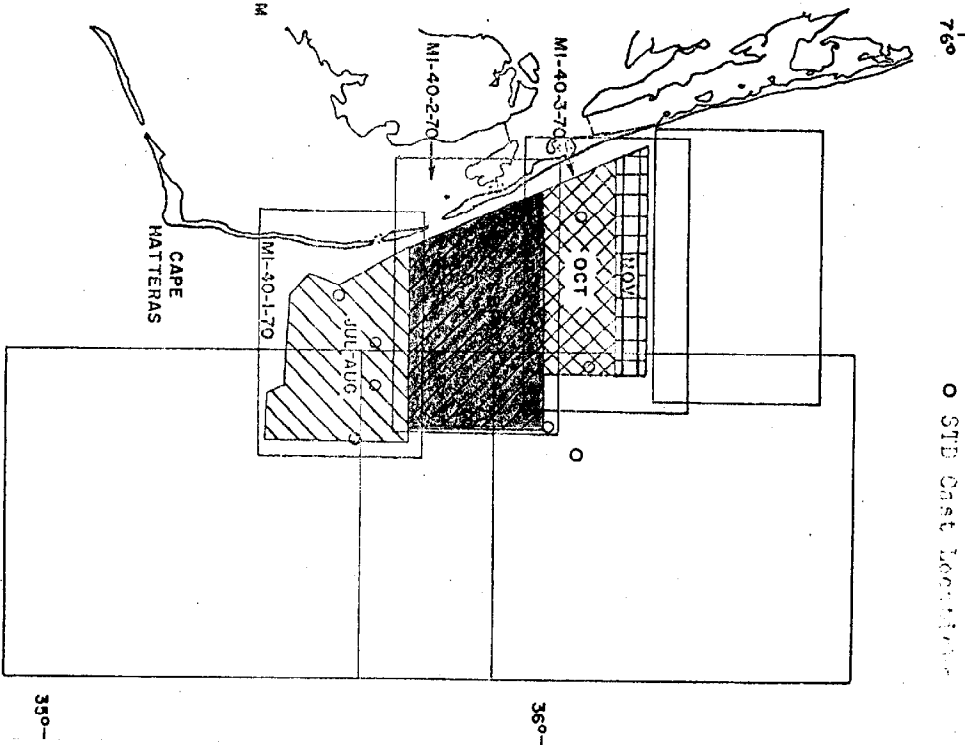 76°
O STD Cast
M
MI-40-2-70
MI-40-3-70
NOV
OCT
MI-40-1-70
JUL-AUG
CAPE
HATTERAS
35°
36°